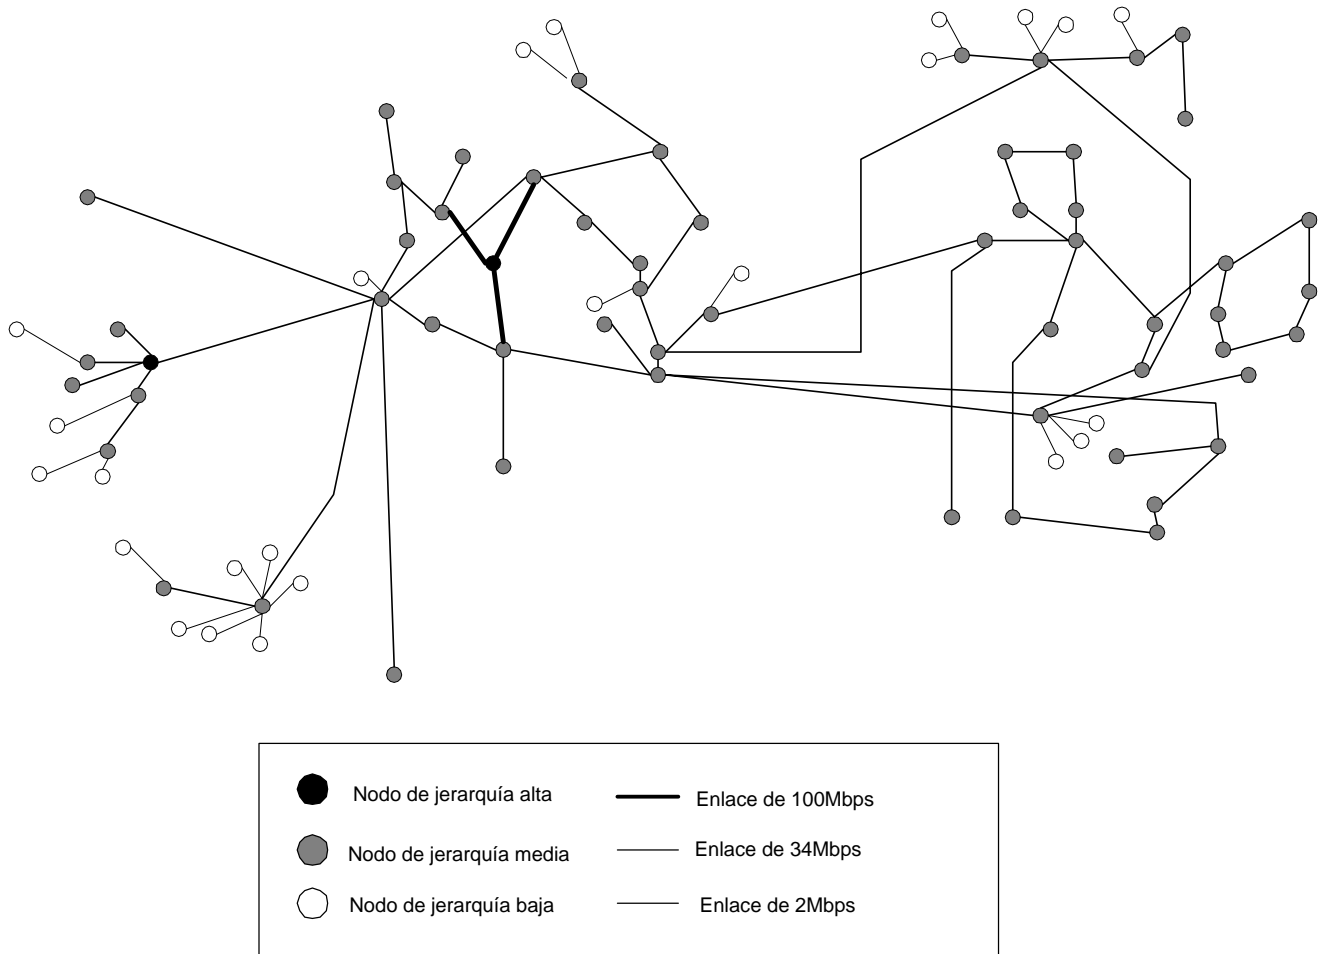 Nodo de jerarquía alta
Enlace de 100Mbps
Nodo de jerarquía media
Enlace de 34Mbps
Nodo de jerarquía baja
Enlace de 2Mbps